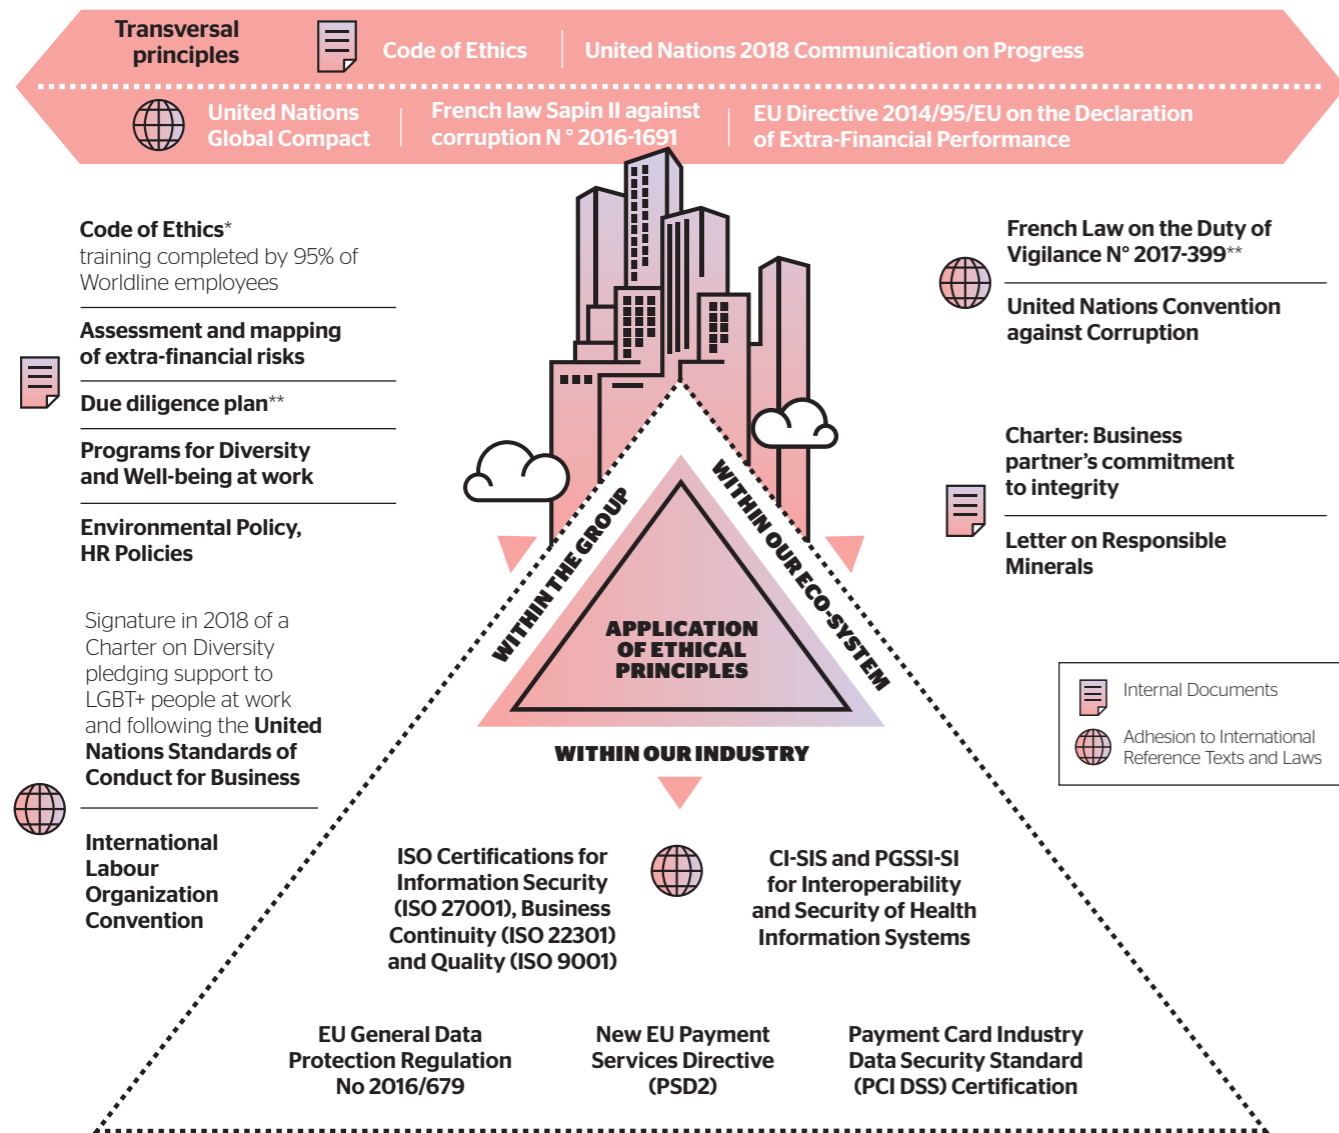 Transversal
principles
Code of Ethics
United Nations 2018 Communication on Progress
United Nations
Global Compact
French law Sapin II against
corruption N ° 2016-1691
EU Directive 2014/95/EU on the Declaration
of Extra-Financial Performance
Code of Ethics*
training completed by 95% of
Worldline employees
Assessment and mapping
of extra-financial risks
Due diligence plan**
Programs for Diversity
and Well-being at work
Environmental Policy,
HR Policies
Signature in 2018 of a
Charter on Diversity
pledging support to
LGBT+ people at work
and following the United
Nations Standards of
Conduct for Business
International
Labour
Organization
Convention
French Law on the Duty of
Vigilance N° 2017-399**
United Nations Convention
against Corruption
Charter: Business
partner's commitment
to integrity
Letter on Responsible
Minerals
Internal Documents
Adhesion to International
Reference Texts and Laws
WITHIN THE GROUP
WITHIN OUR ECO-SYSTEM
APPLICATION
OF ETHICAL
PRINCIPLES
WITHIN OUR INDUSTRY
ISO Certifications for
Information Security
(ISO 27001), Business
Continuity (ISO 22301)
and Quality (ISO 9001)
CI-SIS and PGSSI-SI
for Interoperability
and Security of Health
Information Systems
EU General Data
Protection Regulation
No 2016/679
New EU Payment
Services Directive
(PSD2)
Payment Card Industry
Data Security Standard
(PCI DSS) Certification